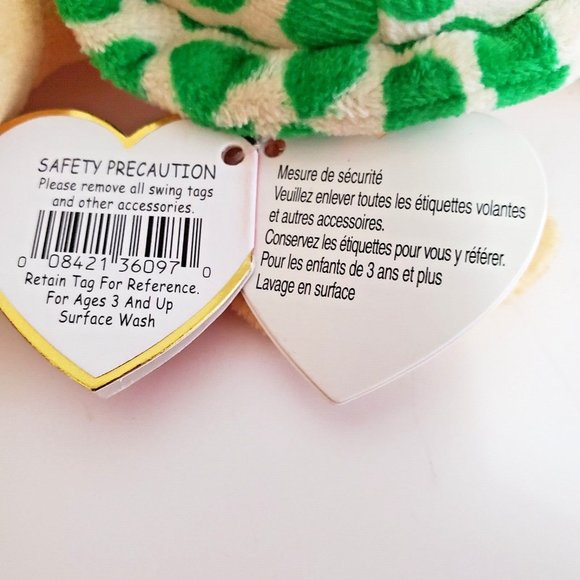 SAFETY PRECAUTION
Please remove all swing tags
and other accessories.
0 08421 36097 0
Retain Tag For Reference.
For Ages 3 And Up
Surface Wash
Mesure de sécurité
Veuillez enlever toutes les étiquettes volantes
et autres accessoires.
Conservez les étiquettes pour vous y référer.
Pour les enfants de 3 ans et plus
Lavage en surface